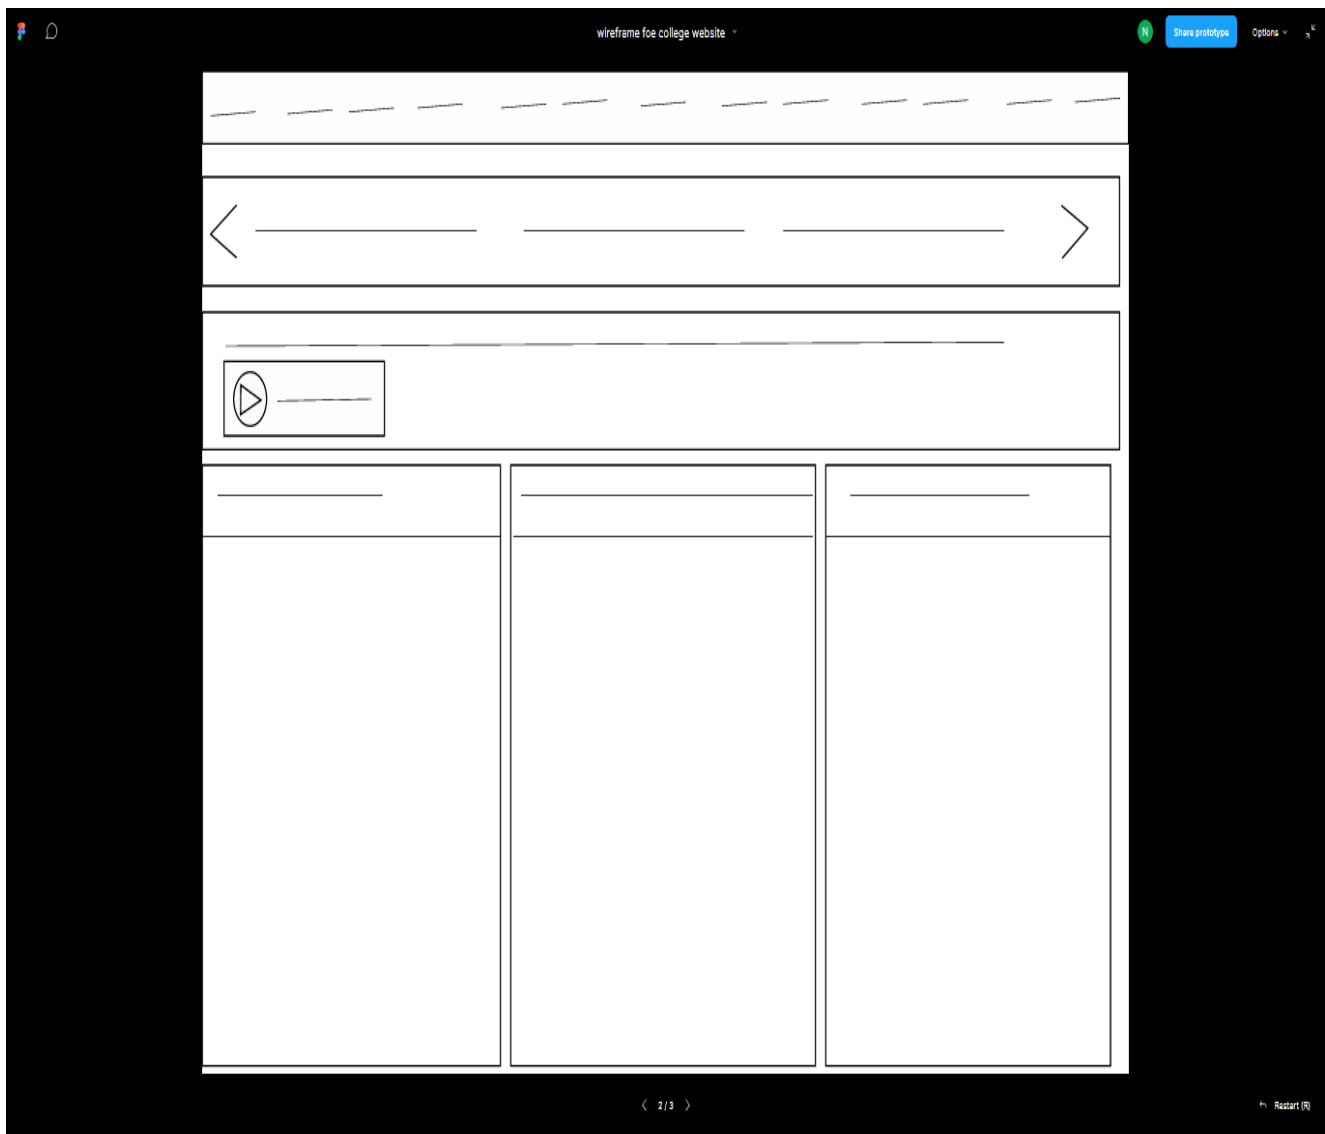 wireframe foe college website
N
Share prototype
Options
2 / 3
Restart (R)